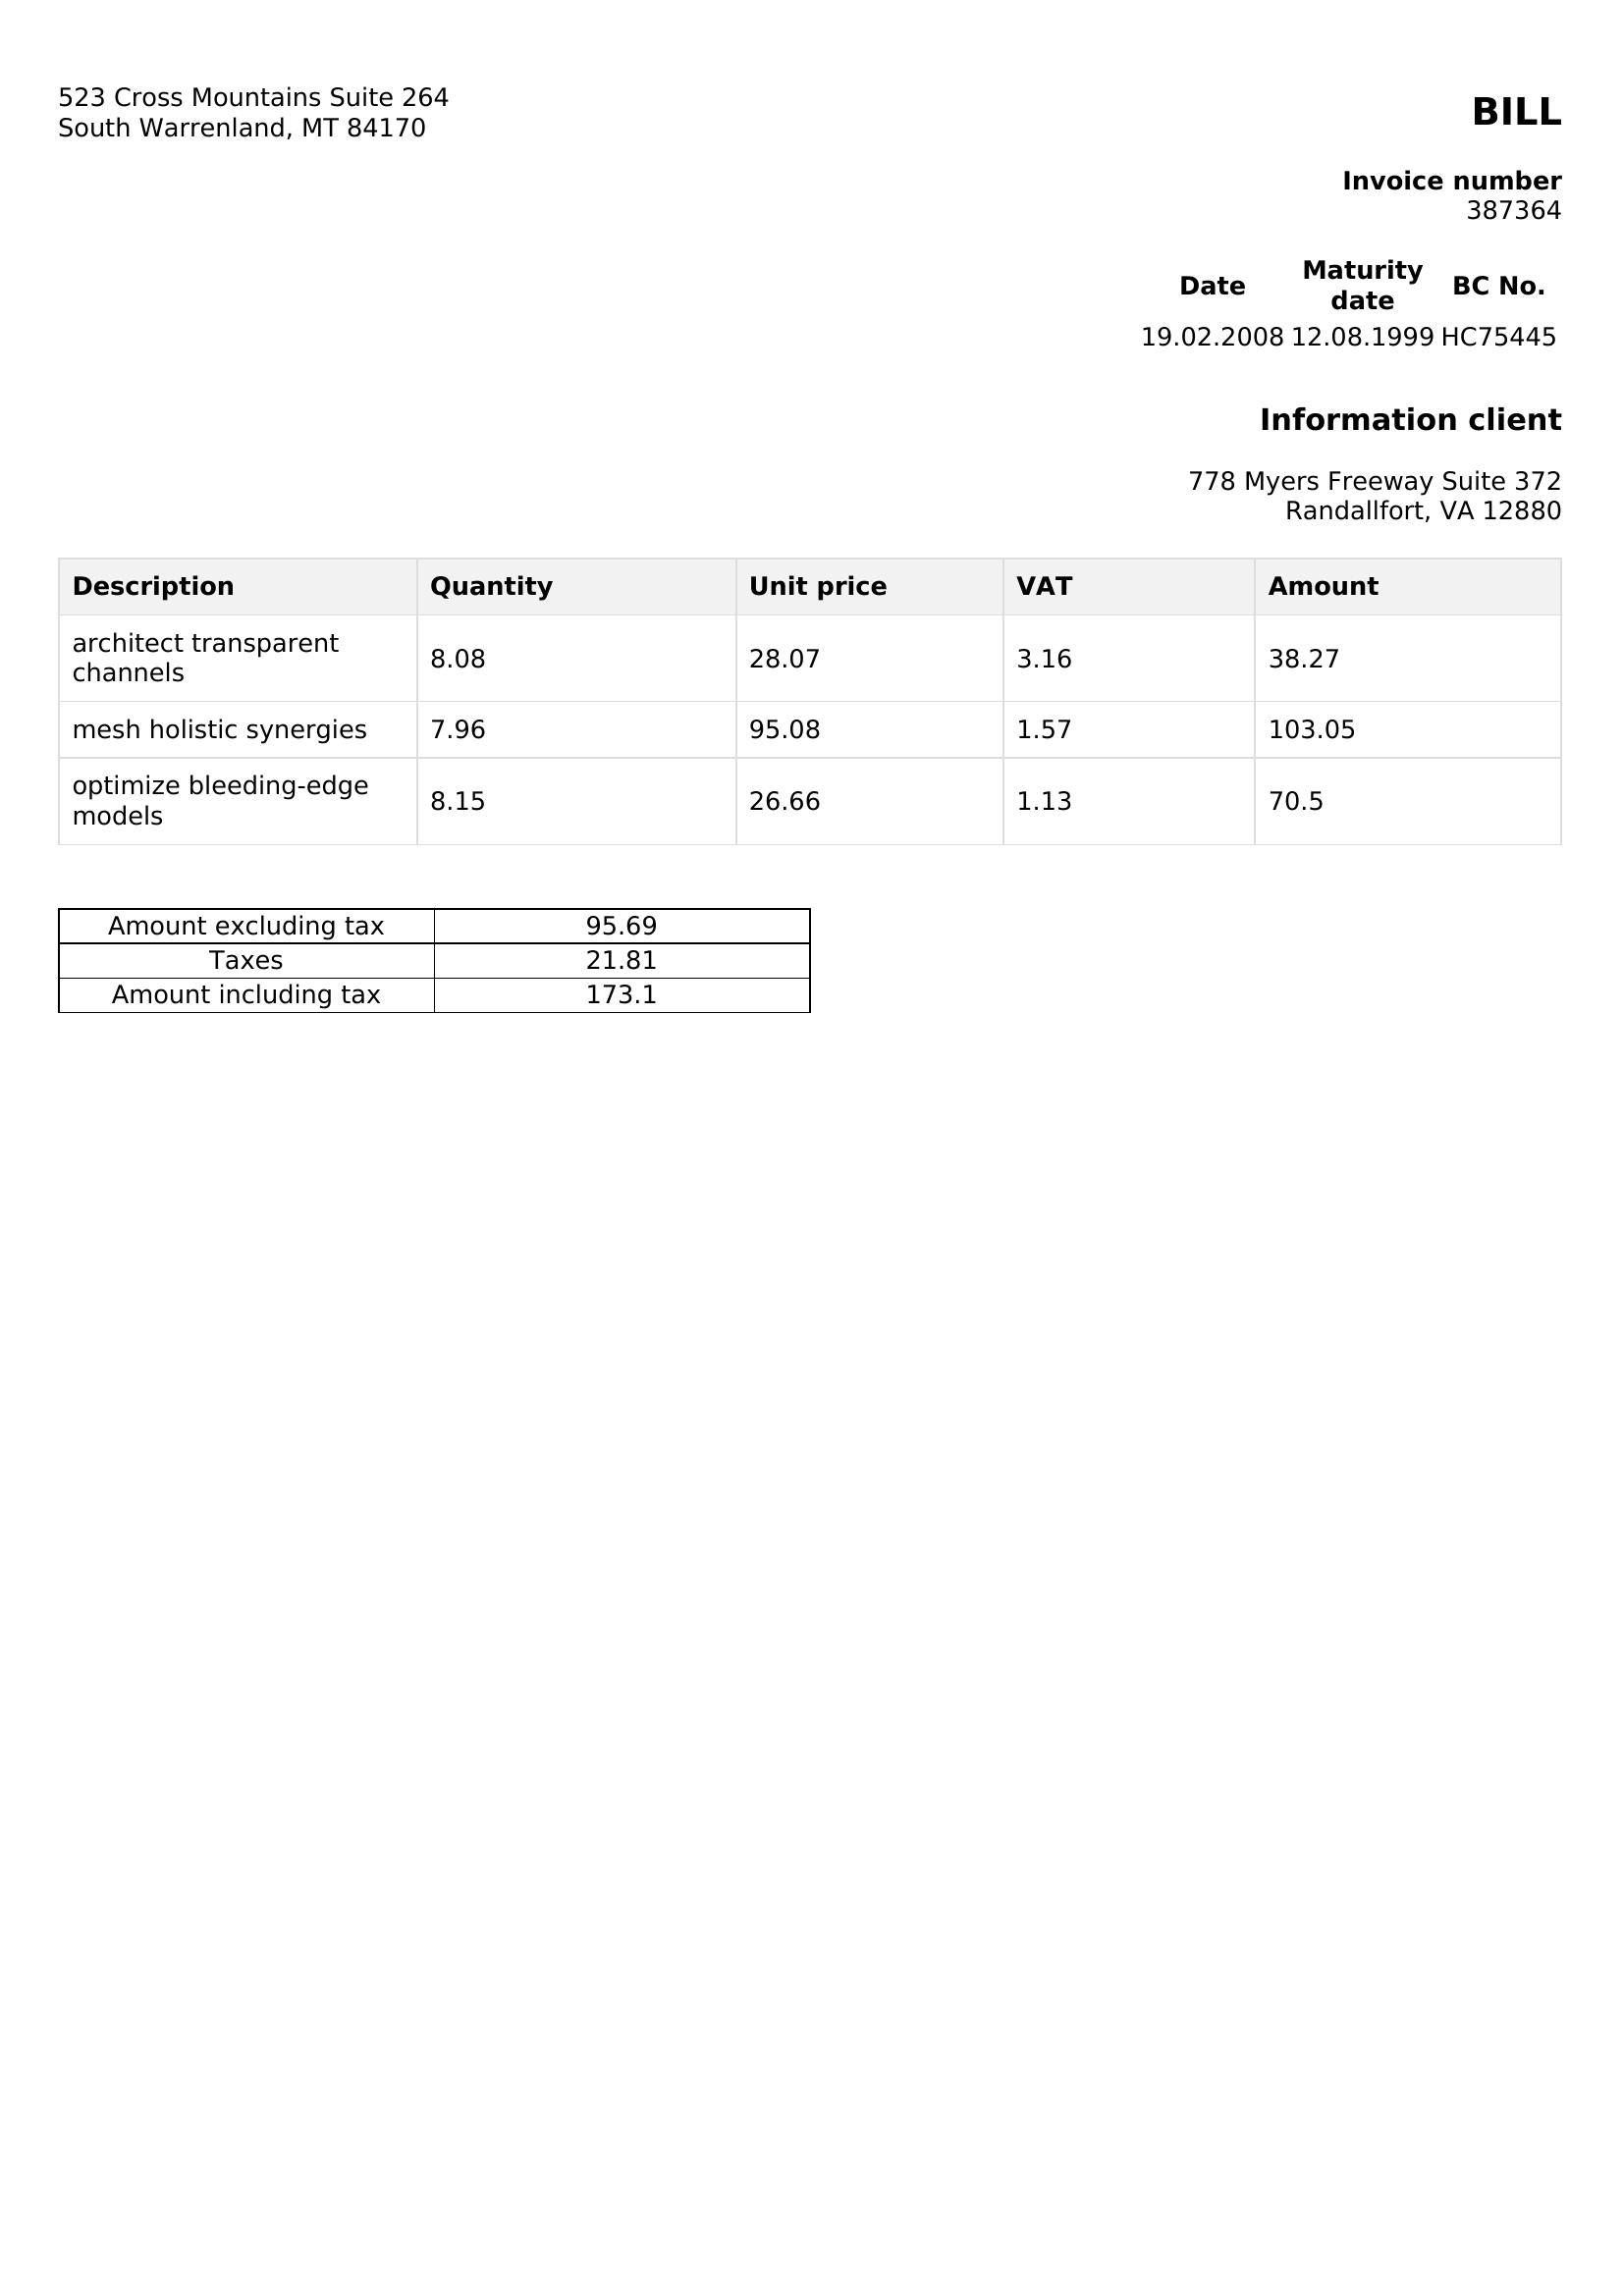 523 Cross Mountains Suite 264
South Warrenland, MT 84170
BILL
Invoice number
387364
Date Maturity date BC No.
19.02.2008 12.08.1999 HC75445
Information client
778 Myers Freeway Suite 372
Randallfort, VA 12880
Description Quantity Unit price VAT Amount
architect transparent channels 8.08 28.07 3.16 38.27
mesh holistic synergies 7.96 95.08 1.57 103.05
optimize bleeding-edge models 8.15 26.66 1.13 70.5
Amount excluding tax 95.69
Taxes 21.81
Amount including tax 173.1